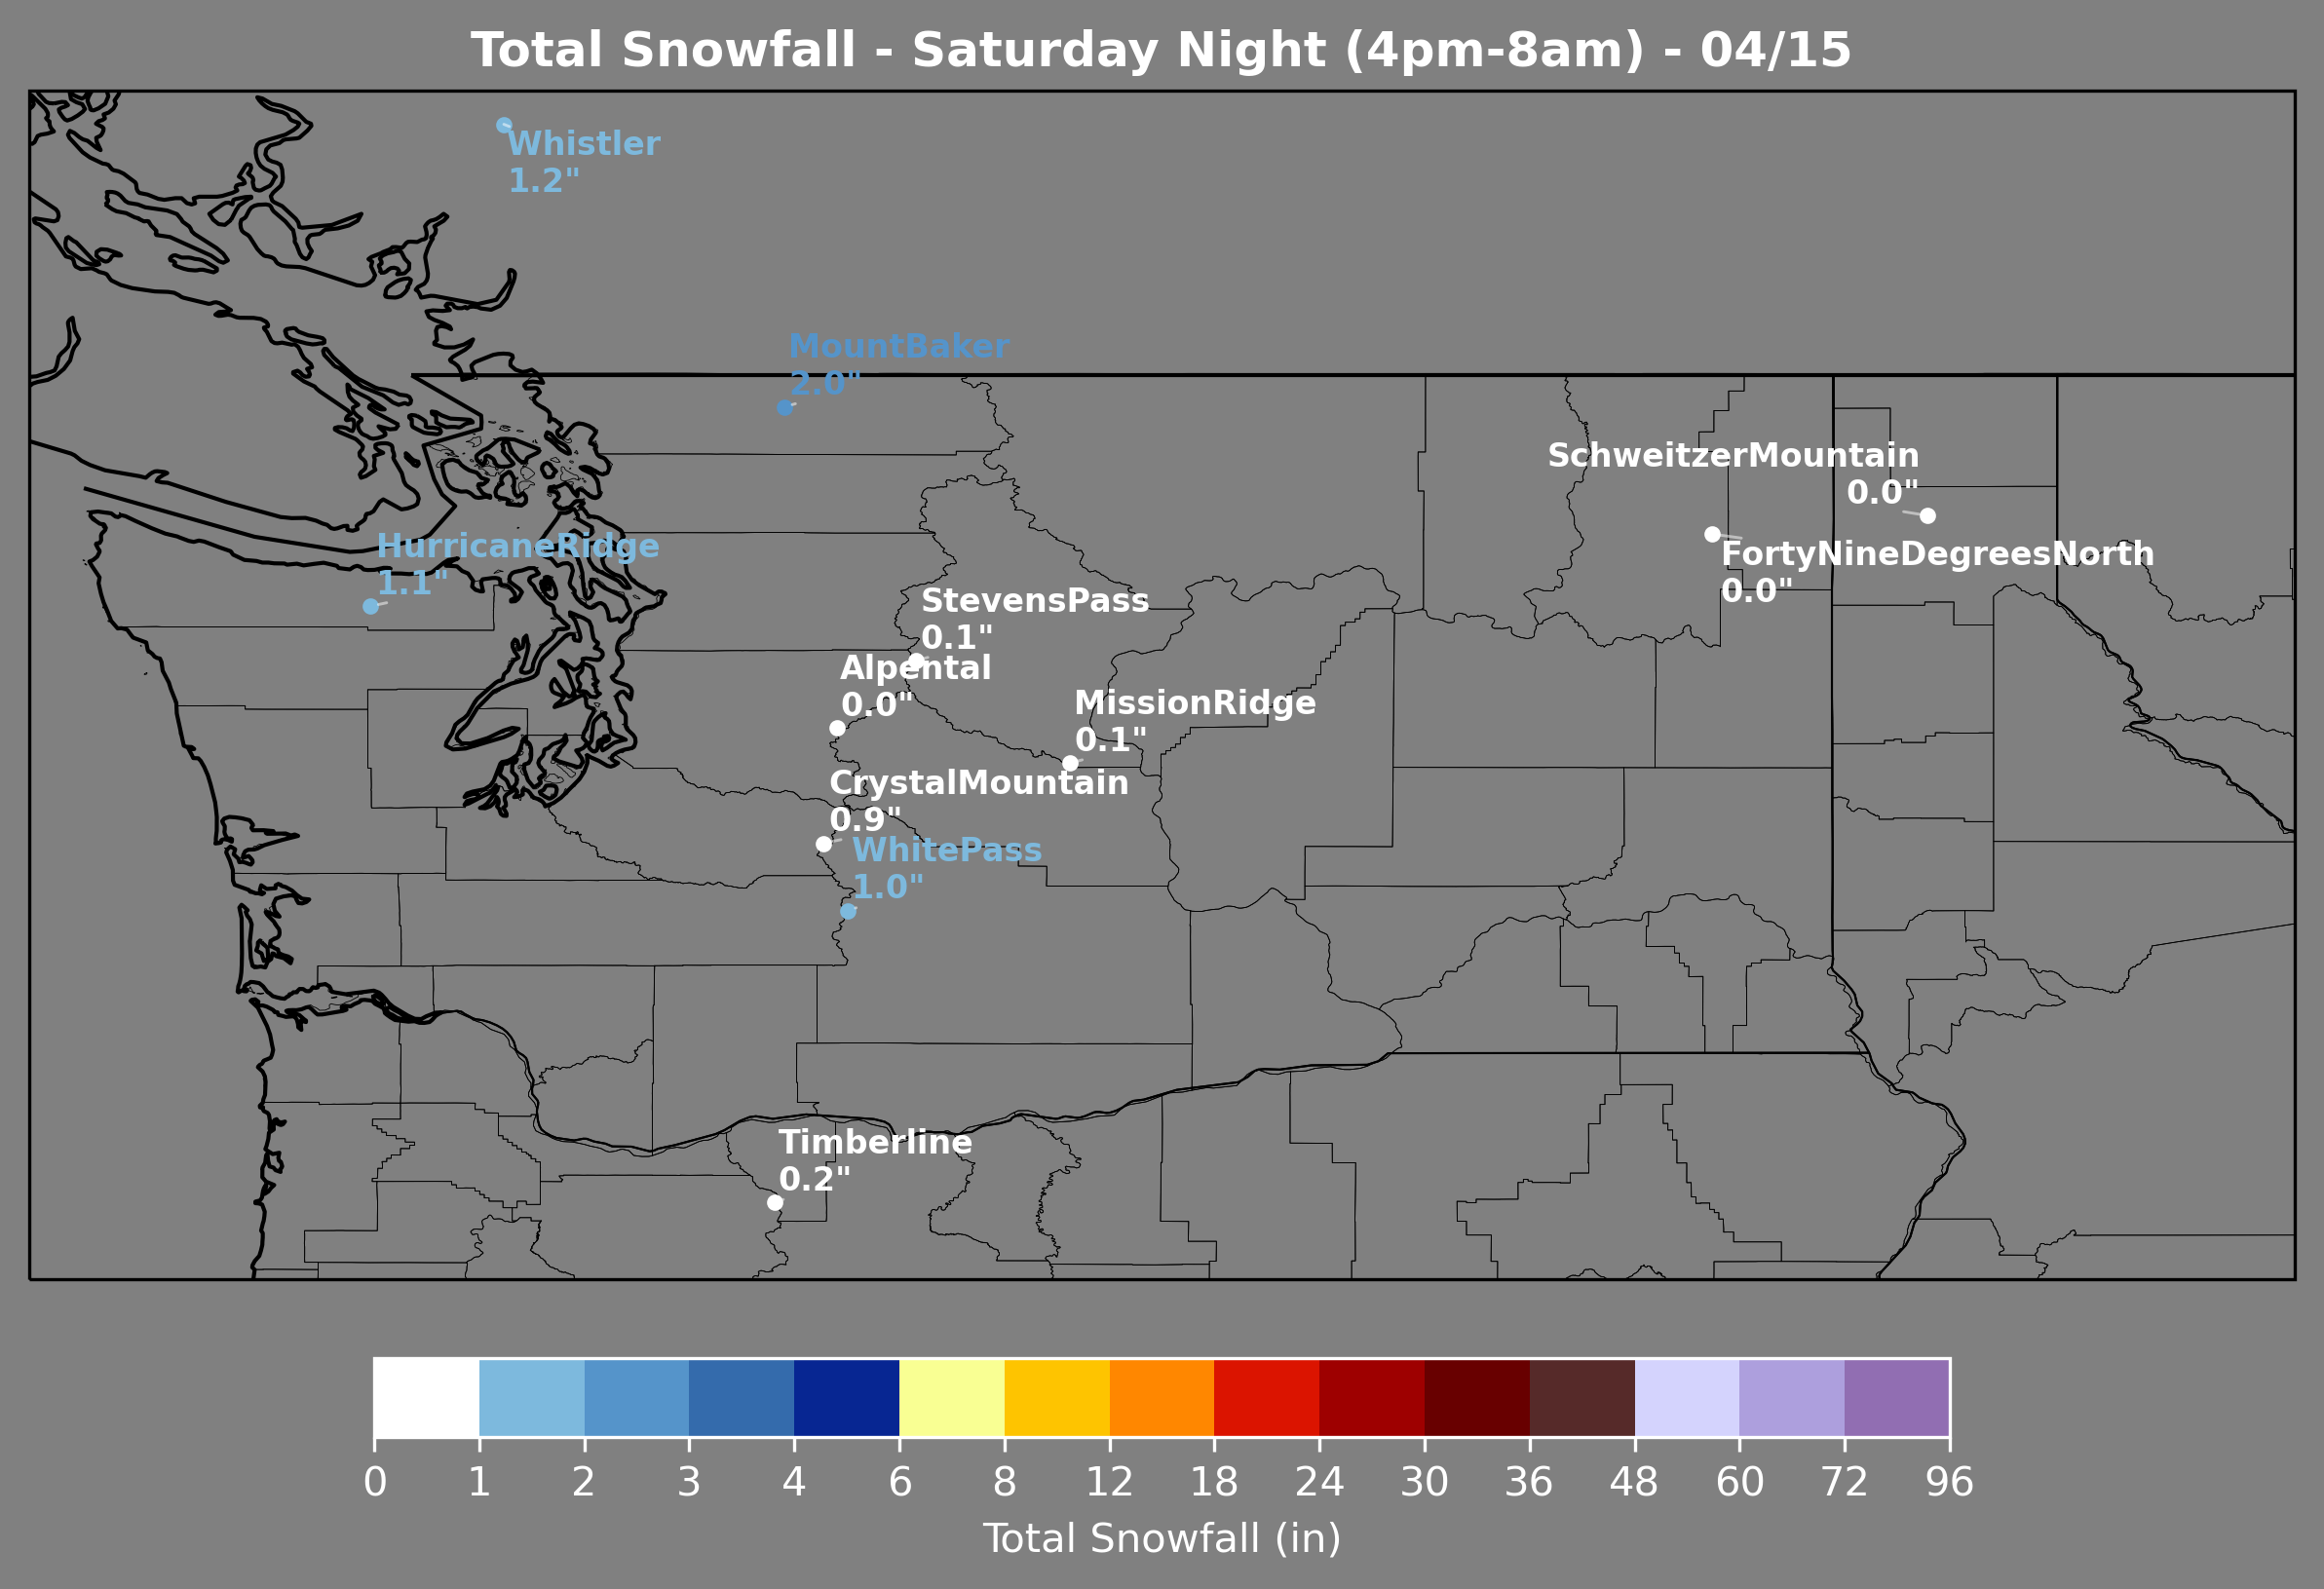 Total Snowfall - Saturday Night (4pm-8am) - 04/15
Whistler
1.2"
MountBaker
2.0"
SchweitzerMountain
0.0"
HurricaneRidge
1.1"
FortyNineDegreesNorth
0.0"
StevensPass
0.1"
Alpental
0.0"
MissionRidge
0.1"
CrystalMountain
0.9"
WhitePass
1.0"
Timberline
0.2"
0 1 2 3 4 6 8 12 18 24 30 36 48 60 72 96
Total Snowfall (in)